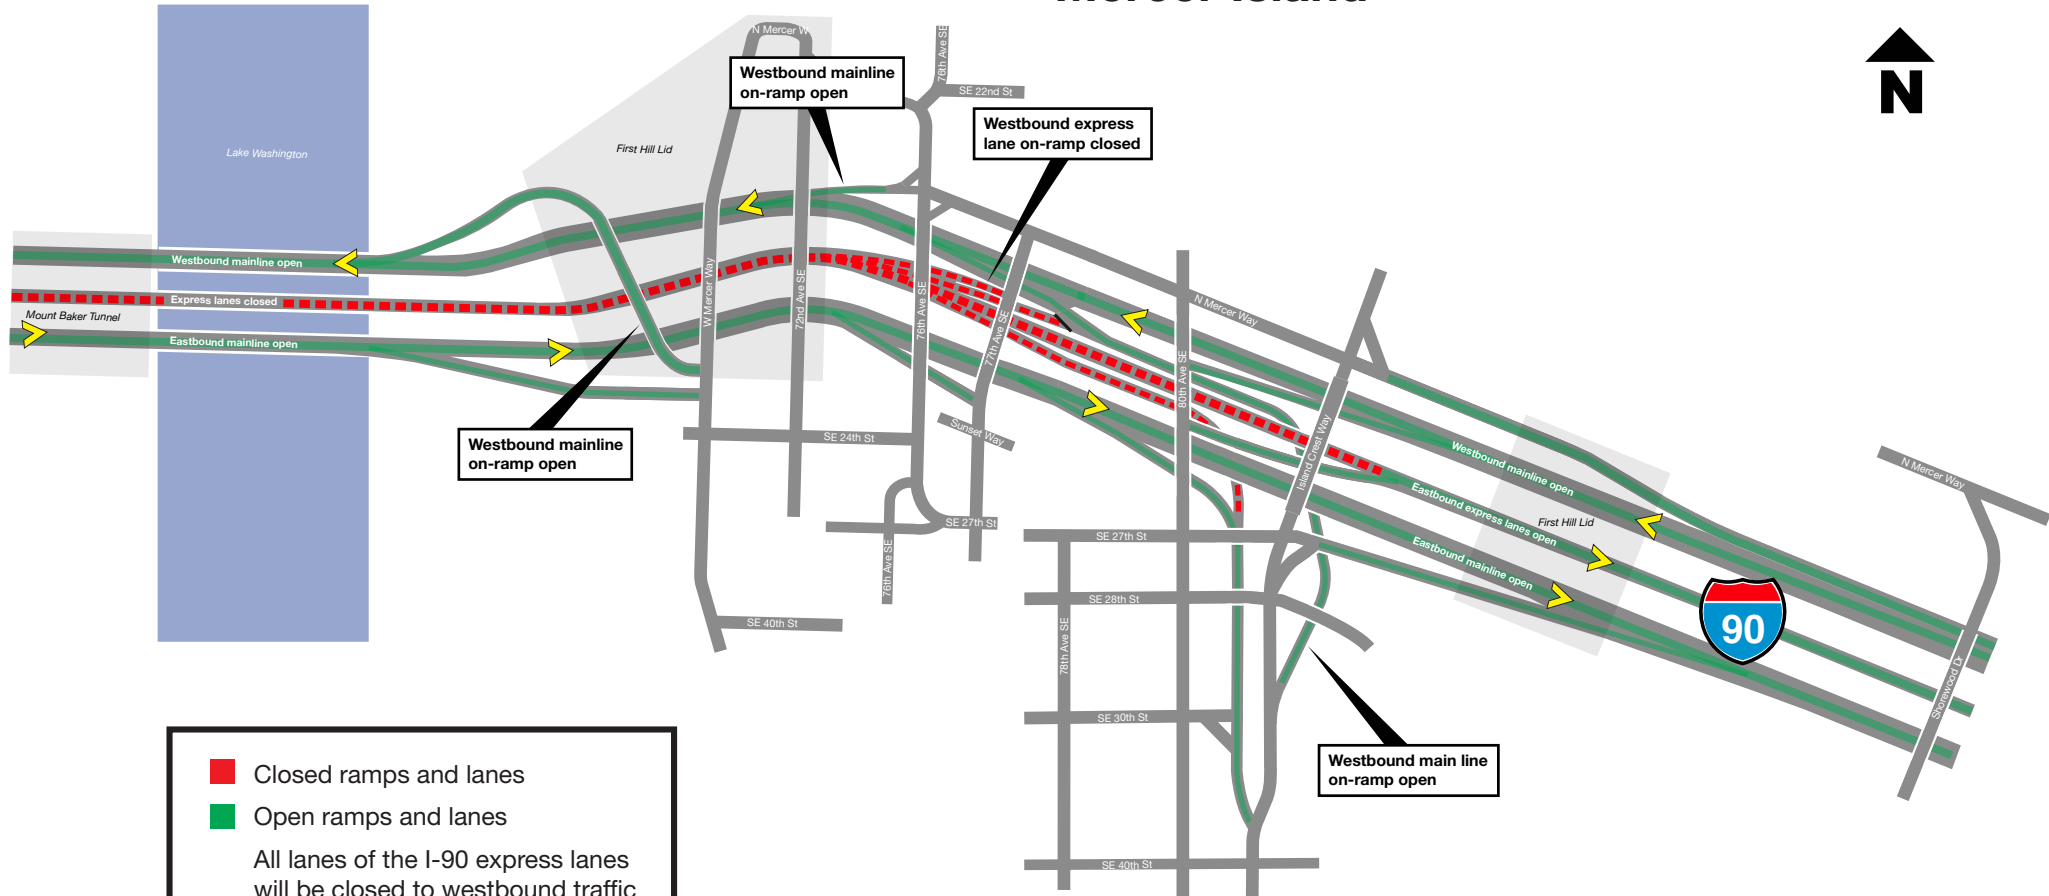 Mercer Island
N Mercer W
76th Ave SE
Westbound mainline
on-ramp open
SE 22nd St
N
Westbound express
lane on-ramp closed
Lake Washington
First Hill Lid
Westbound mainline open
Express lanes closed
Mount Baker Tunnel
Eastbound mainline open
W Mercer Way
72nd Ave SE
76th Ave SE
77th Ave SE
N Mercer Way
80th Ave SE
Island Crest Way
Westbound mainline
on-ramp open
SE 24th St
Sunset Way
Westbound mainline open
Eastbound express lanes open
First Hill Lid
Eastbound mainline open
N Mercer Way
SE 27th St
76th Ave SE
SE 27th St
SE 28th St
SE 40th St
78th Ave SE
90
Shorewood Dr
SE 30th St
Westbound main line
on-ramp open
Closed ramps and lanes
Open ramps and lanes
All lanes of the I-90 express lanes
will be closed to westbound traffic
SE 40th St